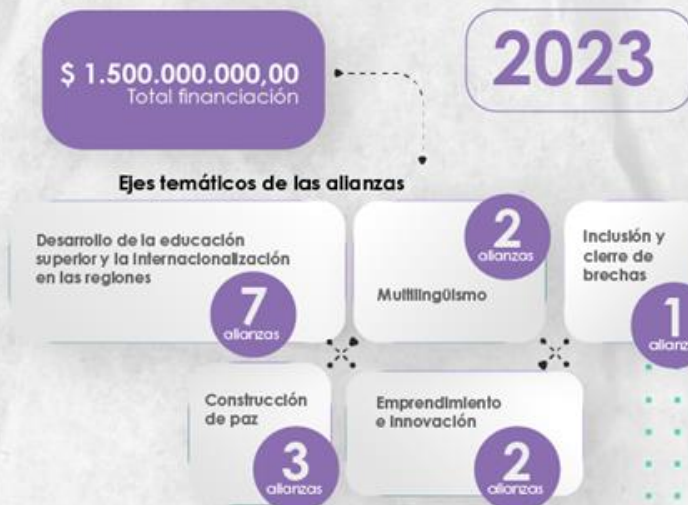 $ 1.500.000.000,00
Total financiación
2023
Ejes temáticos de las alianzas
Desarrollo de la educación
superior y la internacionalización
en las regiones
7
alianzas
Multilingüismo
2
alianzas
Inclusión y
cierre de
brechas
1
Construcción
de paz
3
alianzas
Emprendimiento
e innovación
2
alianzas